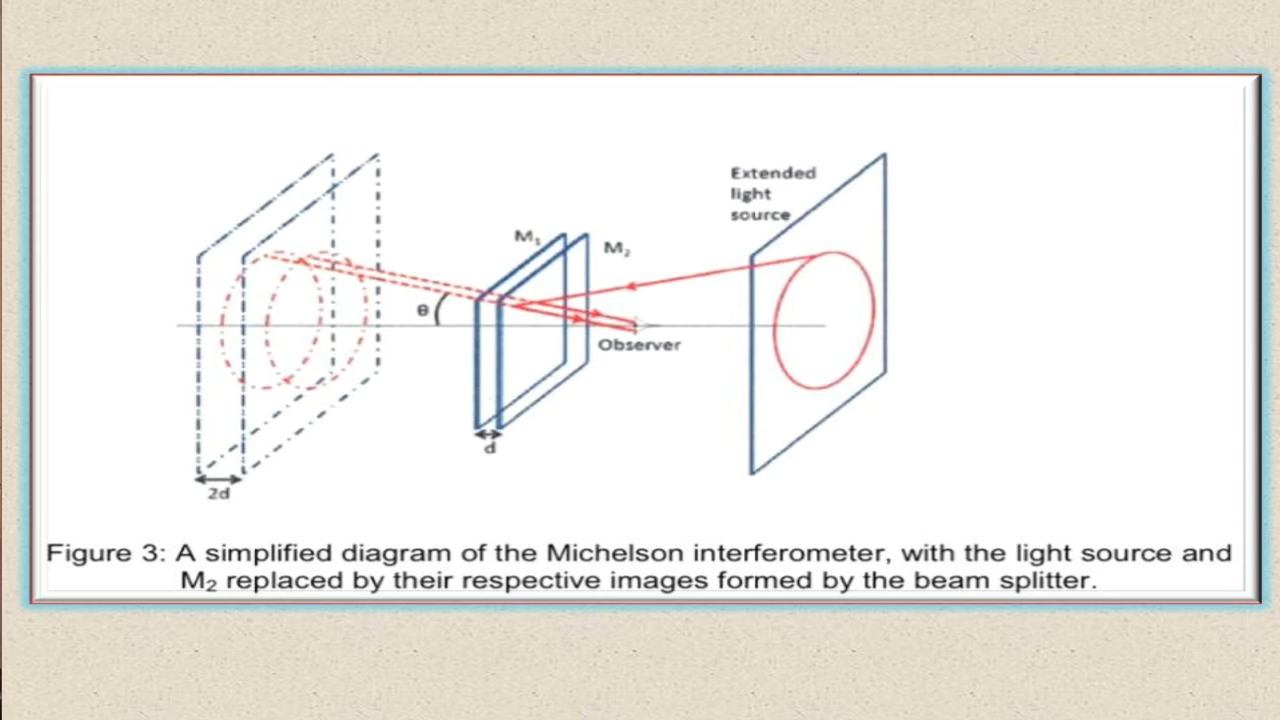 Extended
light
source
M₁
M₂
θ
Observer
d
2d
Figure 3: A simplified diagram of the Michelson interferometer, with the light source and
M₂ replaced by their respective images formed by the beam splitter.